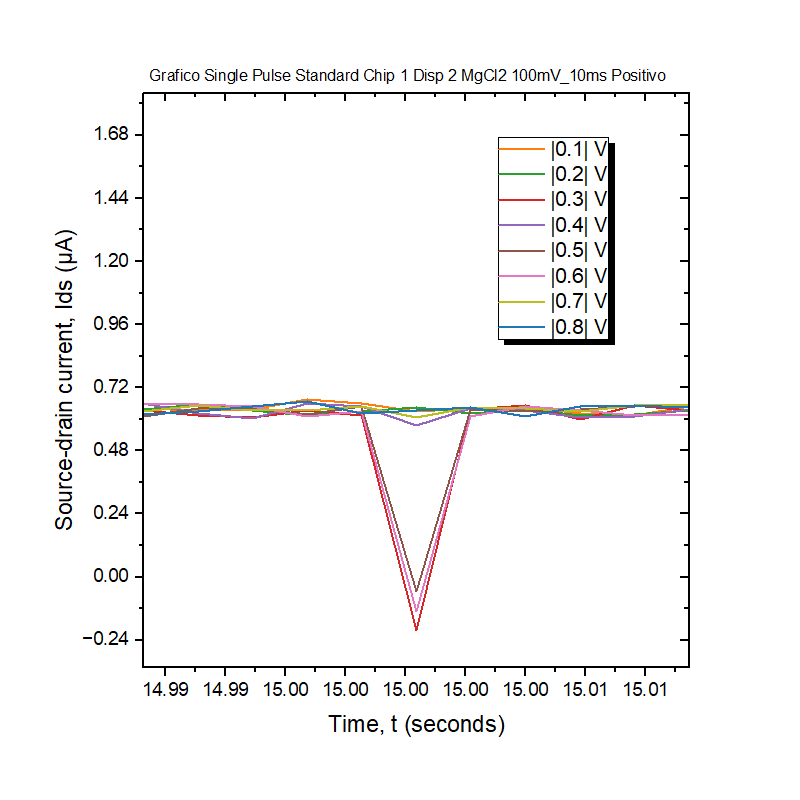 Grafico Single Pulse Standard Chip 1 Disp 2 MgCl2 100mV_10ms Positivo
1.68
1.44
1.20
0.96
0.72
0.48
0.24
0.00
−0.24
Source-drain current, Ids (µA)
|0.1| V
|0.2| V
|0.3| V
|0.4| V
|0.5| V
|0.6| V
|0.7| V
|0.8| V
14.99 14.99 15.00 15.00 15.00 15.00 15.00 15.01 15.01
Time, t (seconds)